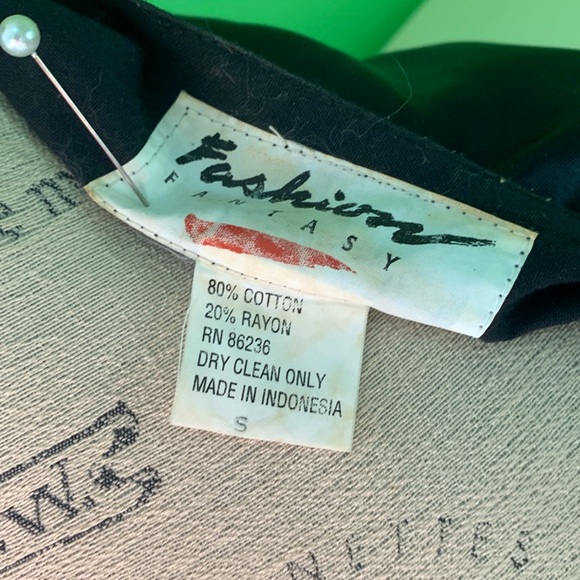 Fashion
FANTASY
80% COTTON
20% RAYON
RN 86236
DRY CLEAN ONLY
MADE IN INDONESIA
S
.W.